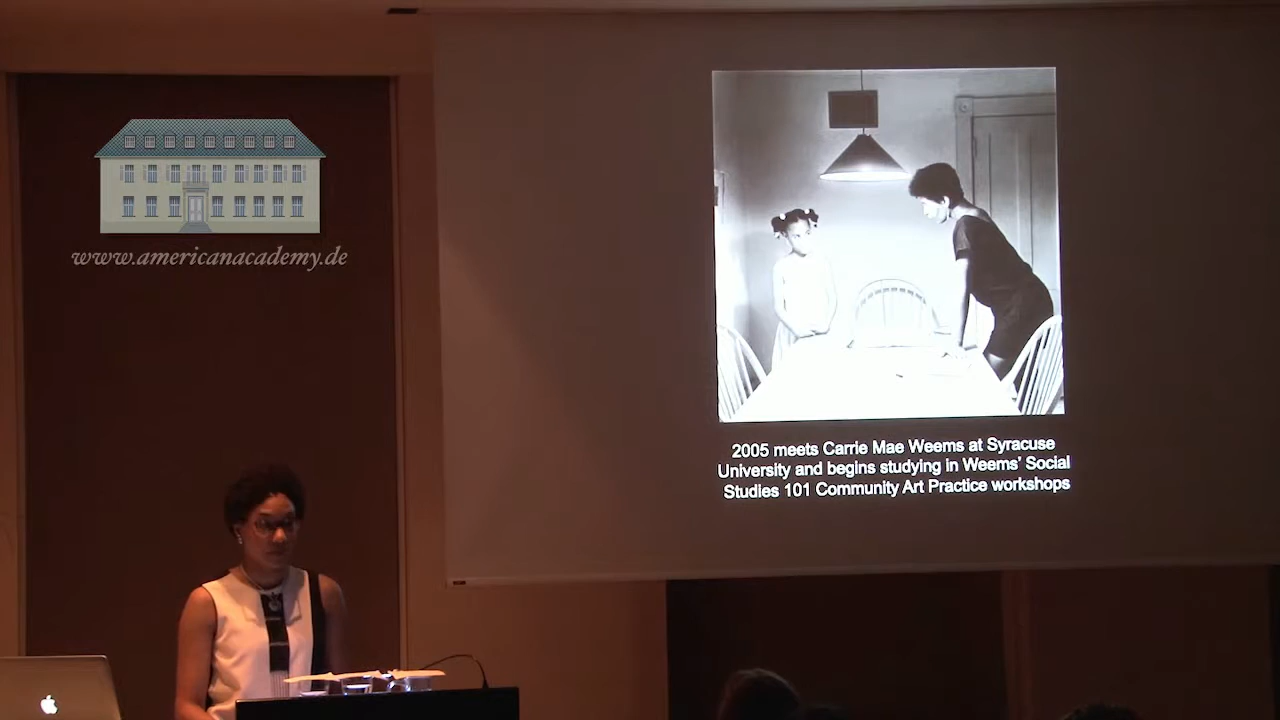 www.americanacademy.de
2005 meets Carrie Mae Weems at Syracuse
University and begins studying in Weems' Social
Studies 101 Community Art Practice workshops